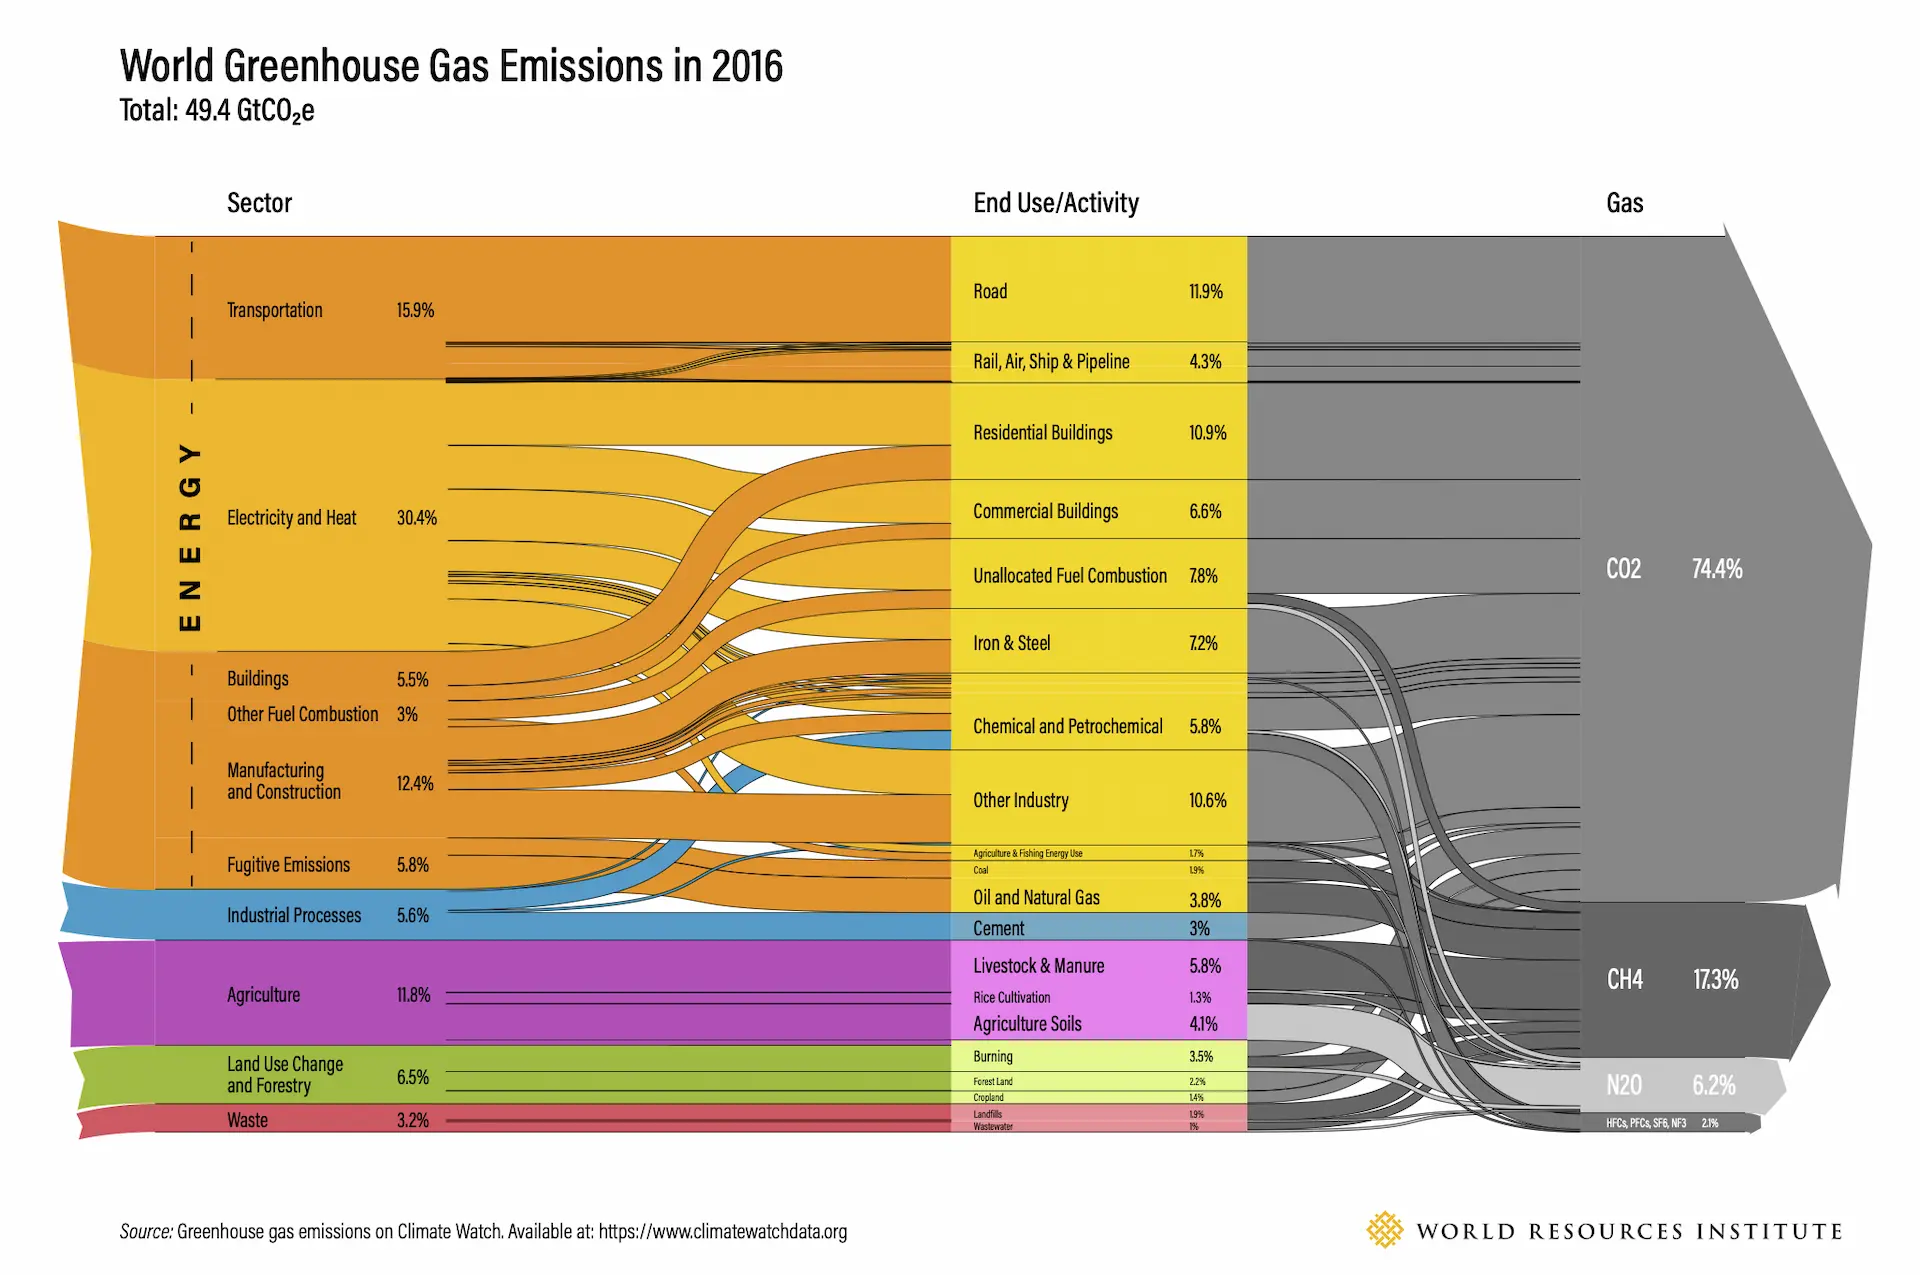 World Greenhouse Gas Emissions in 2016
Total: 49.4 GtCO₂e
Sector
End Use/Activity
Gas
ENERGY
Transportation 15.9%
Electricity and Heat 30.4%
Buildings 5.5%
Other Fuel Combustion 3%
Manufacturing
and Construction 12.4%
Fugitive Emissions 5.8%
Industrial Processes 5.6%
Agriculture 11.8%
Land Use Change
and Forestry 6.5%
Waste 3.2%
Road 11.9%
Rail, Air, Ship & Pipeline 4.3%
Residential Buildings 10.9%
Commercial Buildings 6.6%
Unallocated Fuel Combustion 7.8%
Iron & Steel 7.2%
Chemical and Petrochemical 5.8%
Other Industry 10.6%
Agriculture & Fishing Energy Use 1.7%
Coal 1.9%
Oil and Natural Gas 3.8%
Cement 3%
Livestock & Manure 5.8%
Rice Cultivation 1.3%
Agriculture Soils 4.1%
Burning 3.5%
Forest Land 2.2%
Cropland 1.4%
Landfills 1.9%
Wastewater 1%
CO2 74.4%
CH4 17.3%
N2O 6.2%
HFCs, PFCs, SF6, NF3 2.1%
Source: Greenhouse gas emissions on Climate Watch. Available at: https://www.climatewatchdata.org
WORLD RESOURCES INSTITUTE